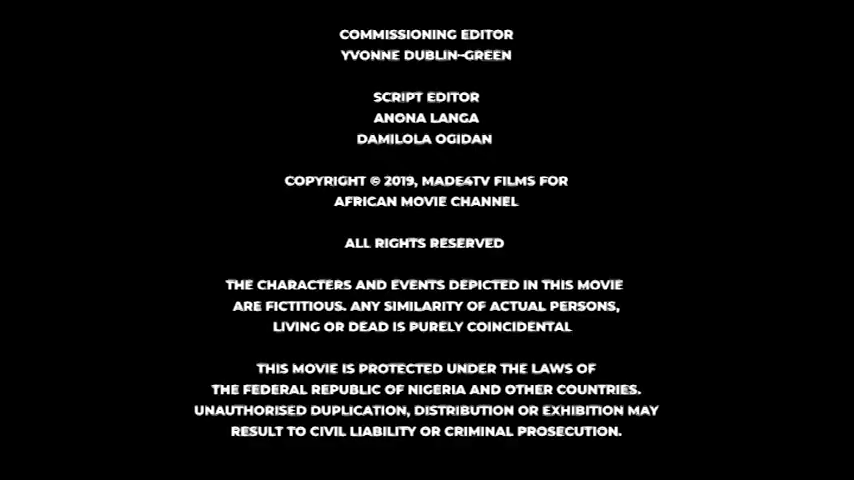 COMMISSIONING EDITOR
YVONNE DUBLIN-GREEN
SCRIPT EDITOR
ANONA LANGA
DAMILOLA OGIDAN
COPYRIGHT © 2019, MADE4TV FILMS FOR
AFRICAN MOVIE CHANNEL
ALL RIGHTS RESERVED
THE CHARACTERS AND EVENTS DEPICTED IN THIS MOVIE
ARE FICTITIOUS. ANY SIMILARITY OF ACTUAL PERSONS,
LIVING OR DEAD IS PURELY COINCIDENTAL
THIS MOVIE IS PROTECTED UNDER THE LAWS OF
THE FEDERAL REPUBLIC OF NIGERIA AND OTHER COUNTRIES.
UNAUTHORISED DUPLICATION, DISTRIBUTION OR EXHIBITION MAY
RESULT TO CIVIL LIABILITY OR CRIMINAL PROSECUTION.